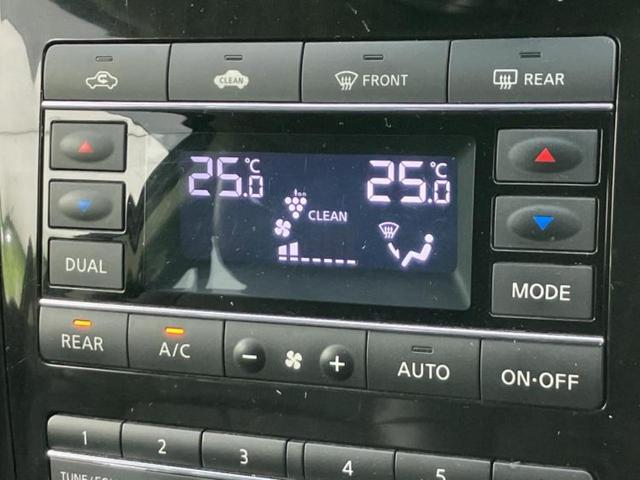 CLEAN FRONT REAR
25.0°C 25.0°C
Ion
CLEAN
DUAL MODE
REAR A/C - + AUTO ON·OFF
1 2 3 4 5